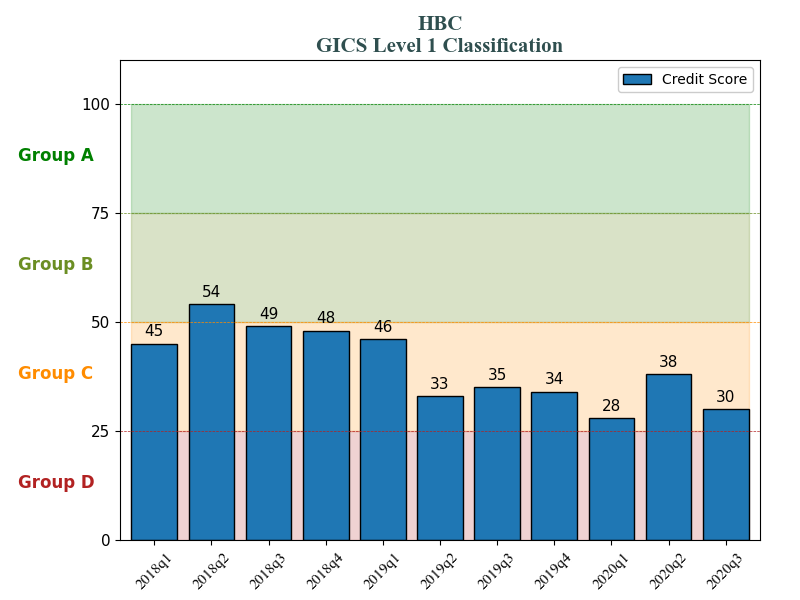 HBC
GICS Level 1 Classification
Credit Score
100
Group A
75
Group B
54
50
49
48
46
45
38
Group C
35
34
33
30
28
25
Group D
0
2018q1 2018q2 2018q3 2018q4 2019q1 2019q2 2019q3 2019q4 2020q1 2020q2 2020q3